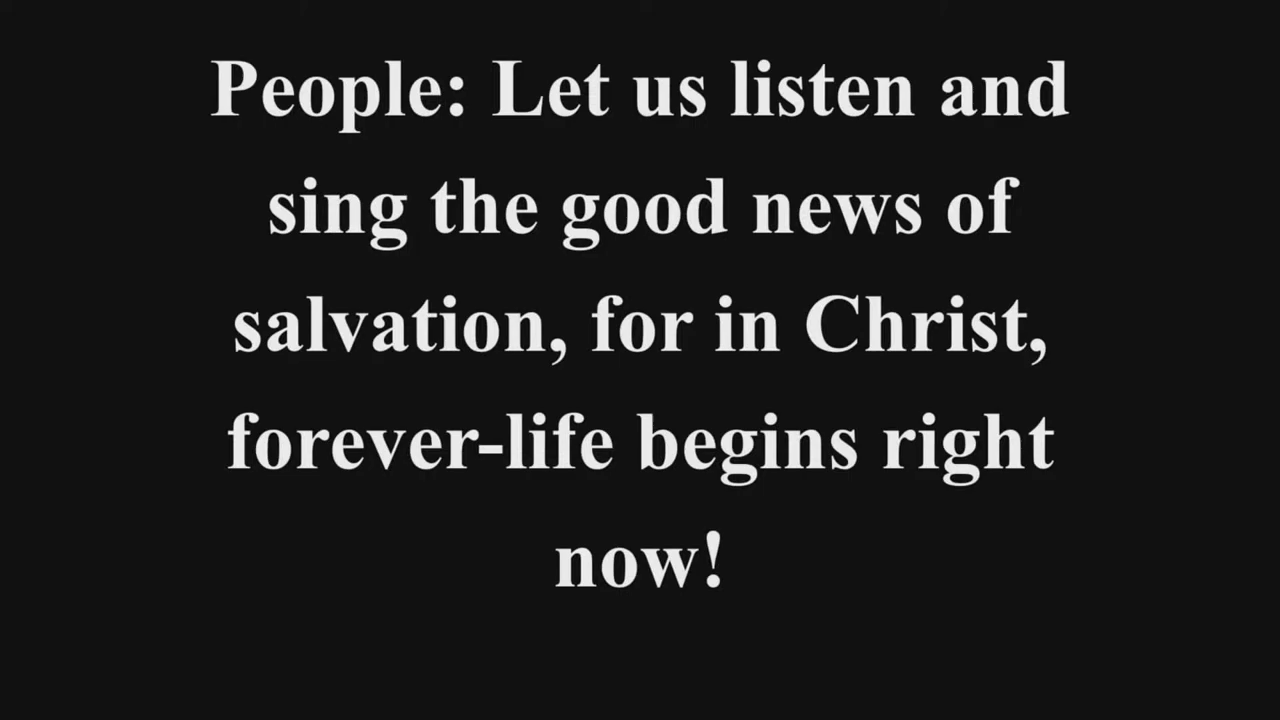 People: Let us listen and
sing the good news of
salvation, for in Christ,
forever-life begins right
now!